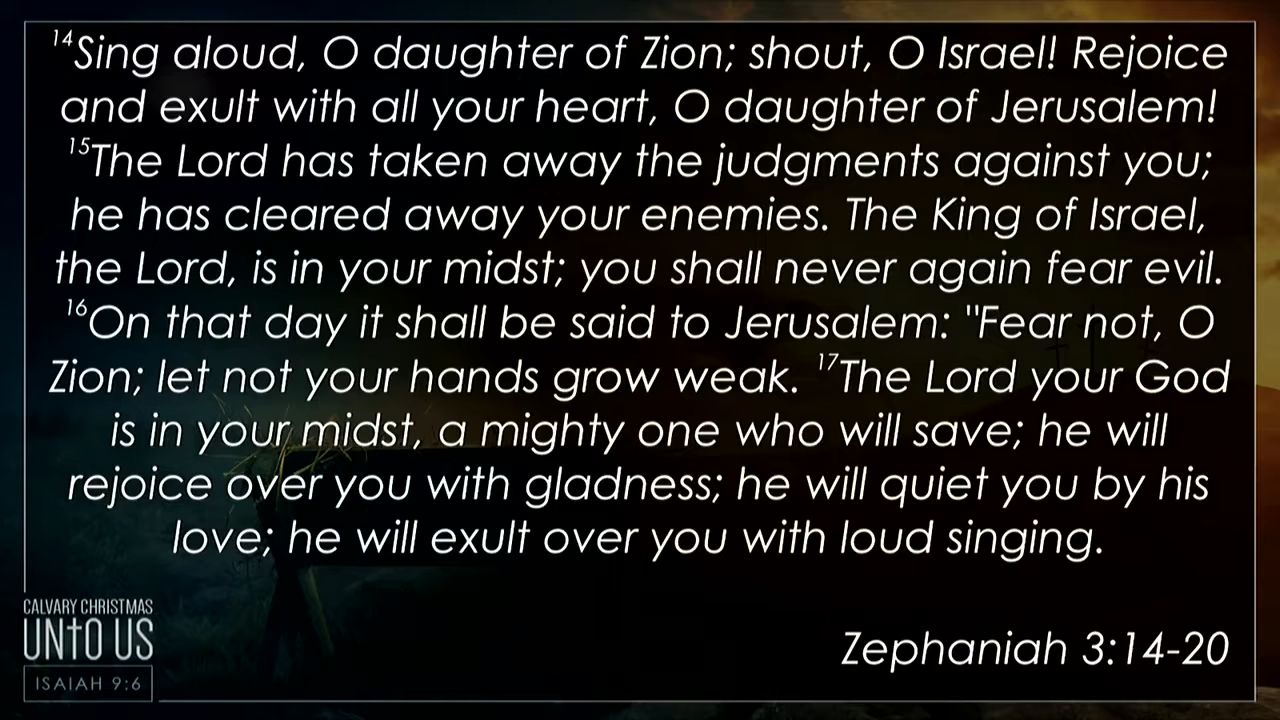 ¹⁴Sing aloud, O daughter of Zion; shout, O Israel! Rejoice
and exult with all your heart, O daughter of Jerusalem!
¹⁵The Lord has taken away the judgments against you;
he has cleared away your enemies. The King of Israel,
the Lord, is in your midst; you shall never again fear evil.
¹⁶On that day it shall be said to Jerusalem: "Fear not, O
Zion; let not your hands grow weak. ¹⁷The Lord your God
is in your midst, a mighty one who will save; he will
rejoice over you with gladness; he will quiet you by his
love; he will exult over you with loud singing.
Zephaniah 3:14-20
CALVARY CHRISTMAS
UNTO US
ISAIAH 9:6